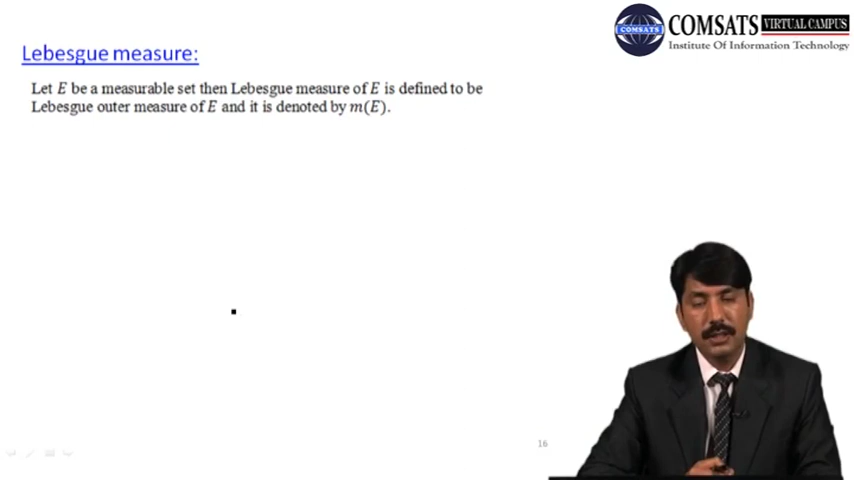 COMSATS VIRTUAL CAMPUS
Institute Of Information Technology
COMSATS
Lebesgue measure:
Let E be a measurable set then Lebesgue measure of E is defined to be
Lebesgue outer measure of E and it is denoted by m(E).
16